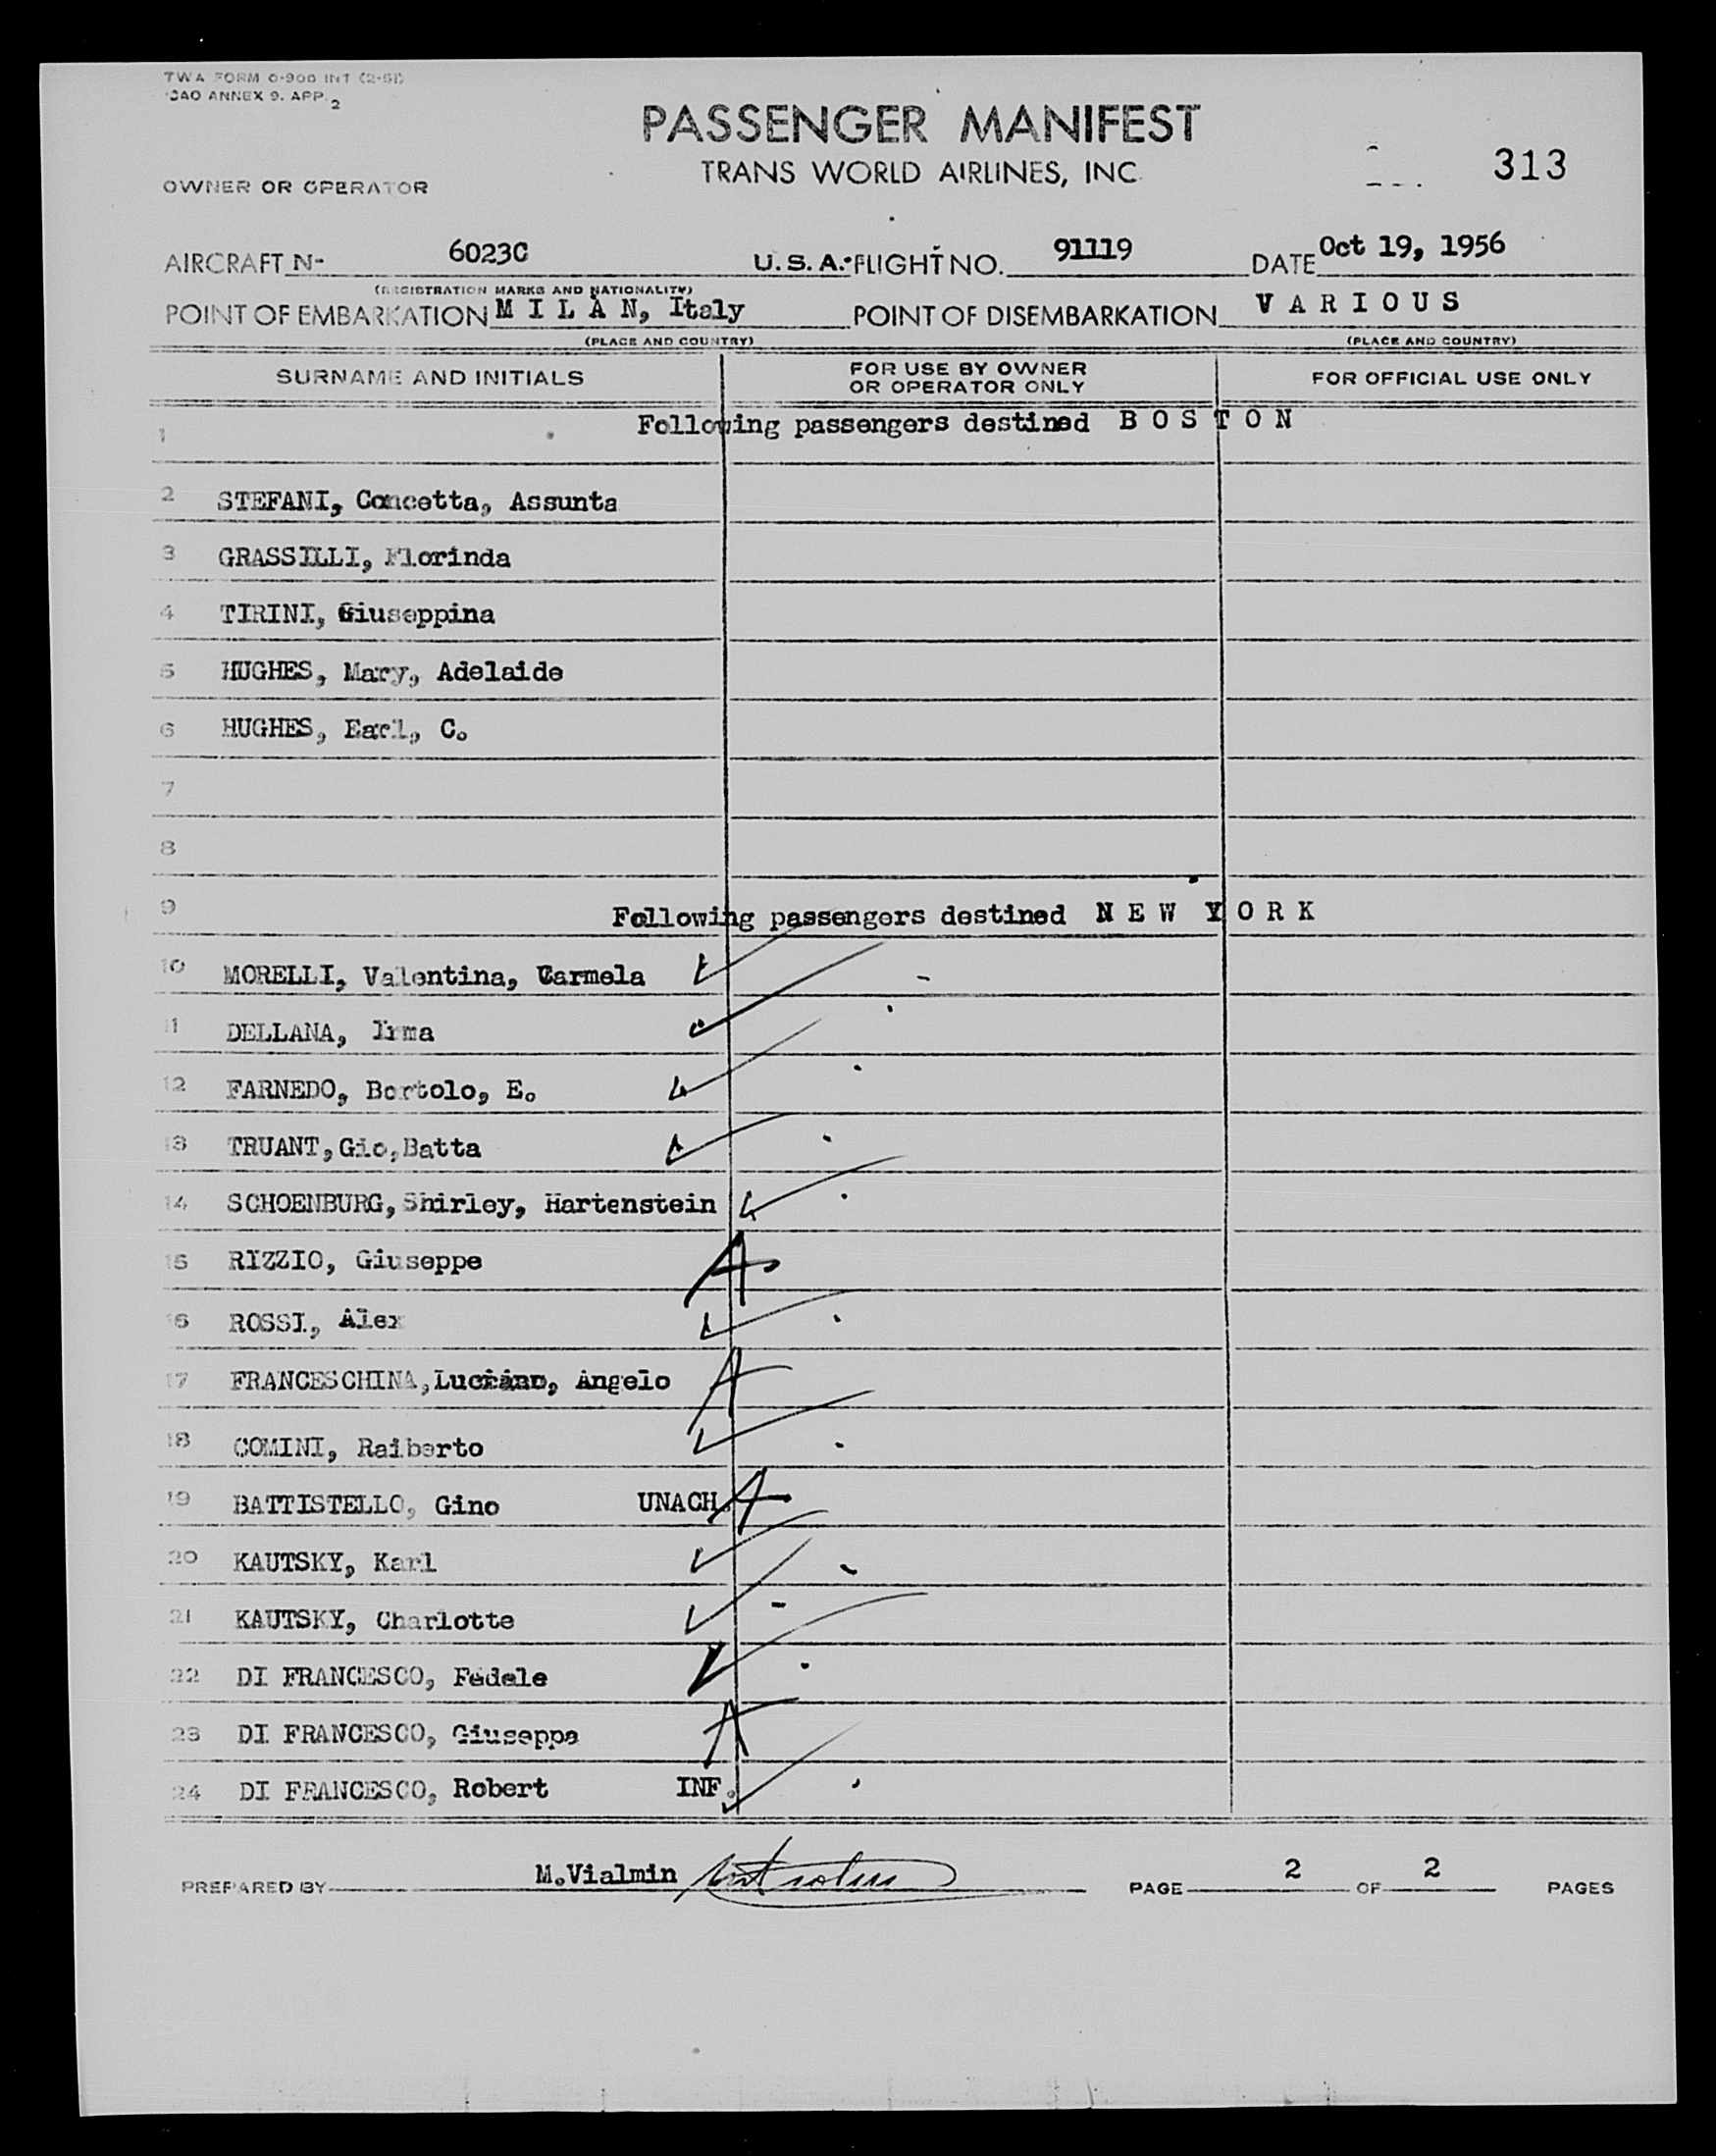 TWA FORM O-900 INT (2-51)
ICAO ANNEX 9. APP. 2
PASSENGER MANIFEST
TRANS WORLD AIRLINES, INC.
313
OWNER OR OPERATOR
AIRCRAFT N- 6023C U.S.A. FLIGHT NO. 91119 DATE Oct 19, 1956
(REGISTRATION MARKS AND NATIONALITY)
POINT OF EMBARKATION M I L A N, Italy POINT OF DISEMBARKATION V A R I O U S
(PLACE AND COUNTRY) (PLACE AND COUNTRY)
SURNAME AND INITIALS FOR USE BY OWNER OR OPERATOR ONLY FOR OFFICIAL USE ONLY
1 Following passengers destined B O S T O N
2 STEFANI, Concetta, Assunta
3 GRASSILLI, Florinda
4 TIRINI, Giuseppina
5 HUGHES, Mary, Adelaide
6 HUGHES, Earl, C.
7
8
9 Following passengers destined N E W Y O R K
10 MORELLI, Valentina, Carmela
11 DELLANA, Irma
12 FARNEDO, Bortolo, E.
13 TRUANT, Gio, Batta
14 SCHOENBURG, Shirley, Hartenstein
15 RIZZIO, Giuseppe A
16 ROSSI, Alex
17 FRANCESCHINA, Luciano, Angelo A
18 COMINI, Raiberto
19 BATTISTELLO, Gino UNACH. A
20 KAUTSKY, Karl
21 KAUTSKY, Charlotte
22 DI FRANCESCO, Fedele
23 DI FRANCESCO, Giuseppa A
24 DI FRANCESCO, Robert INF.
PREPARED BY M.Vialmin PAGE 2 OF 2 PAGES